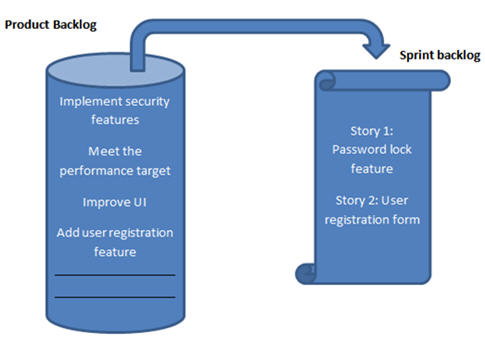 Product Backlog
Sprint backlog
Implement security
features
Meet the
performance target
Improve UI
Add user registration
feature
Story 1:
Password lock
feature
Story 2: User
registration form